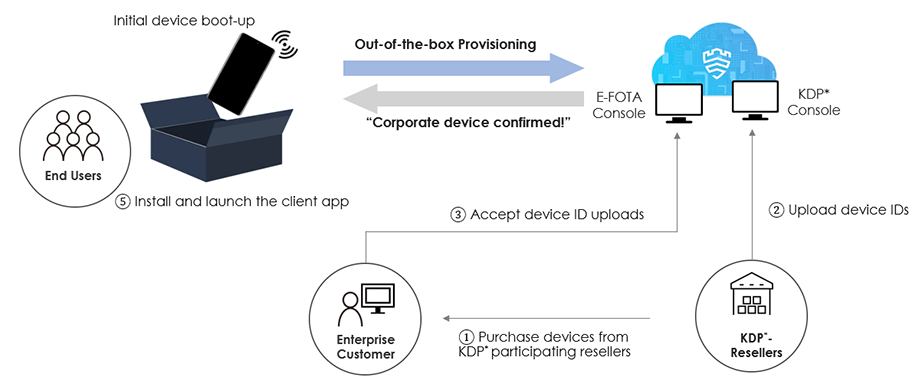 Initial device boot-up
Out-of-the-box Provisioning
“Corporate device confirmed!”
E-FOTA
Console
KDP*
Console
End Users
⑤ Install and launch the client app
③ Accept device ID uploads
② Upload device IDs
Enterprise
Customer
① Purchase devices from
KDP* participating resellers
KDP*-
Resellers